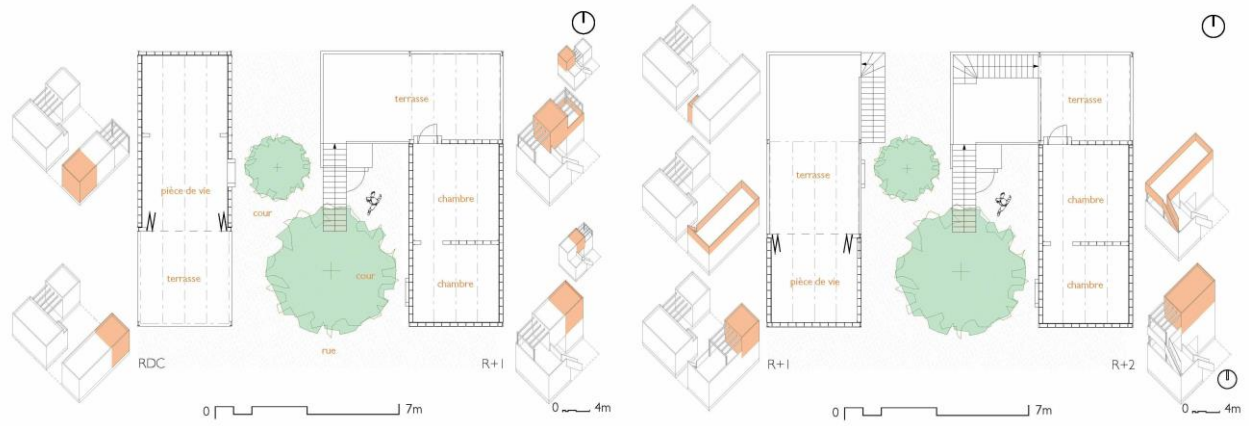 terrasse
pièce de vie
chambre
cour
terrasse
cour
chambre
rue
RDC
R+1
0
7m
0
4m
terrasse
terrasse
chambre
pièce de vie
chambre
R+1
R+2
0
7m
0
4m